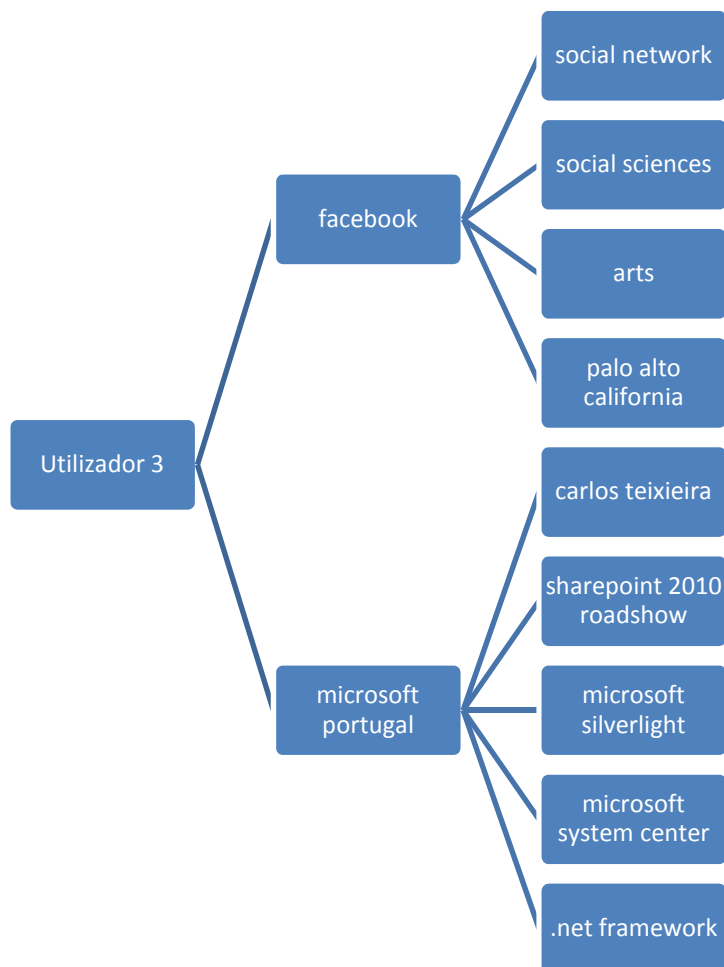 social network
social sciences
facebook
arts
palo alto
california
Utilizador 3
carlos teixieira
sharepoint 2010
roadshow
microsoft
portugal
microsoft
silverlight
microsoft
system center
.net framework